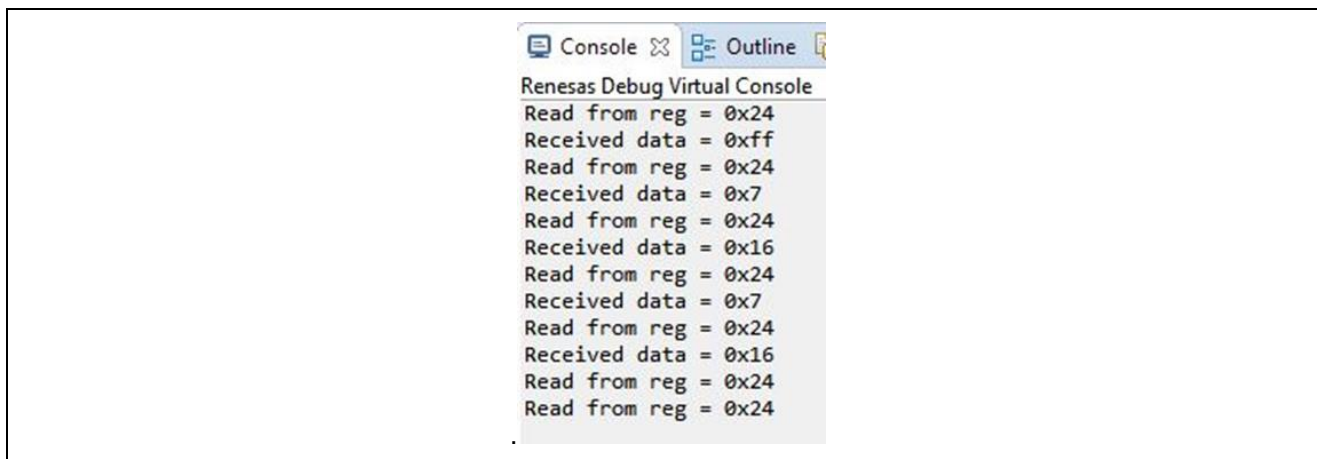 Console Outline
Renesas Debug Virtual Console
Read from reg = 0x24
Received data = 0xff
Read from reg = 0x24
Received data = 0x7
Read from reg = 0x24
Received data = 0x16
Read from reg = 0x24
Received data = 0x7
Read from reg = 0x24
Received data = 0x16
Read from reg = 0x24
Read from reg = 0x24
.